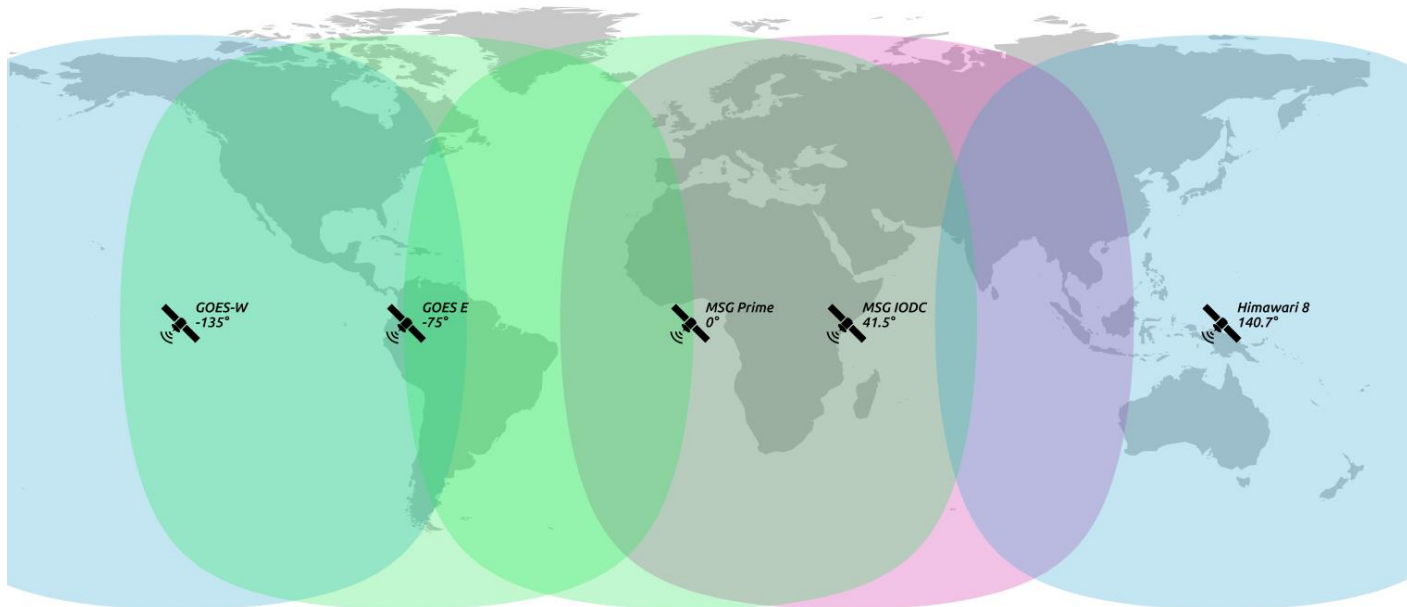 GOES-W
-135°
GOES E
-75°
MSG Prime
0°
MSG IODC
41.5°
Himawari 8
140.7°